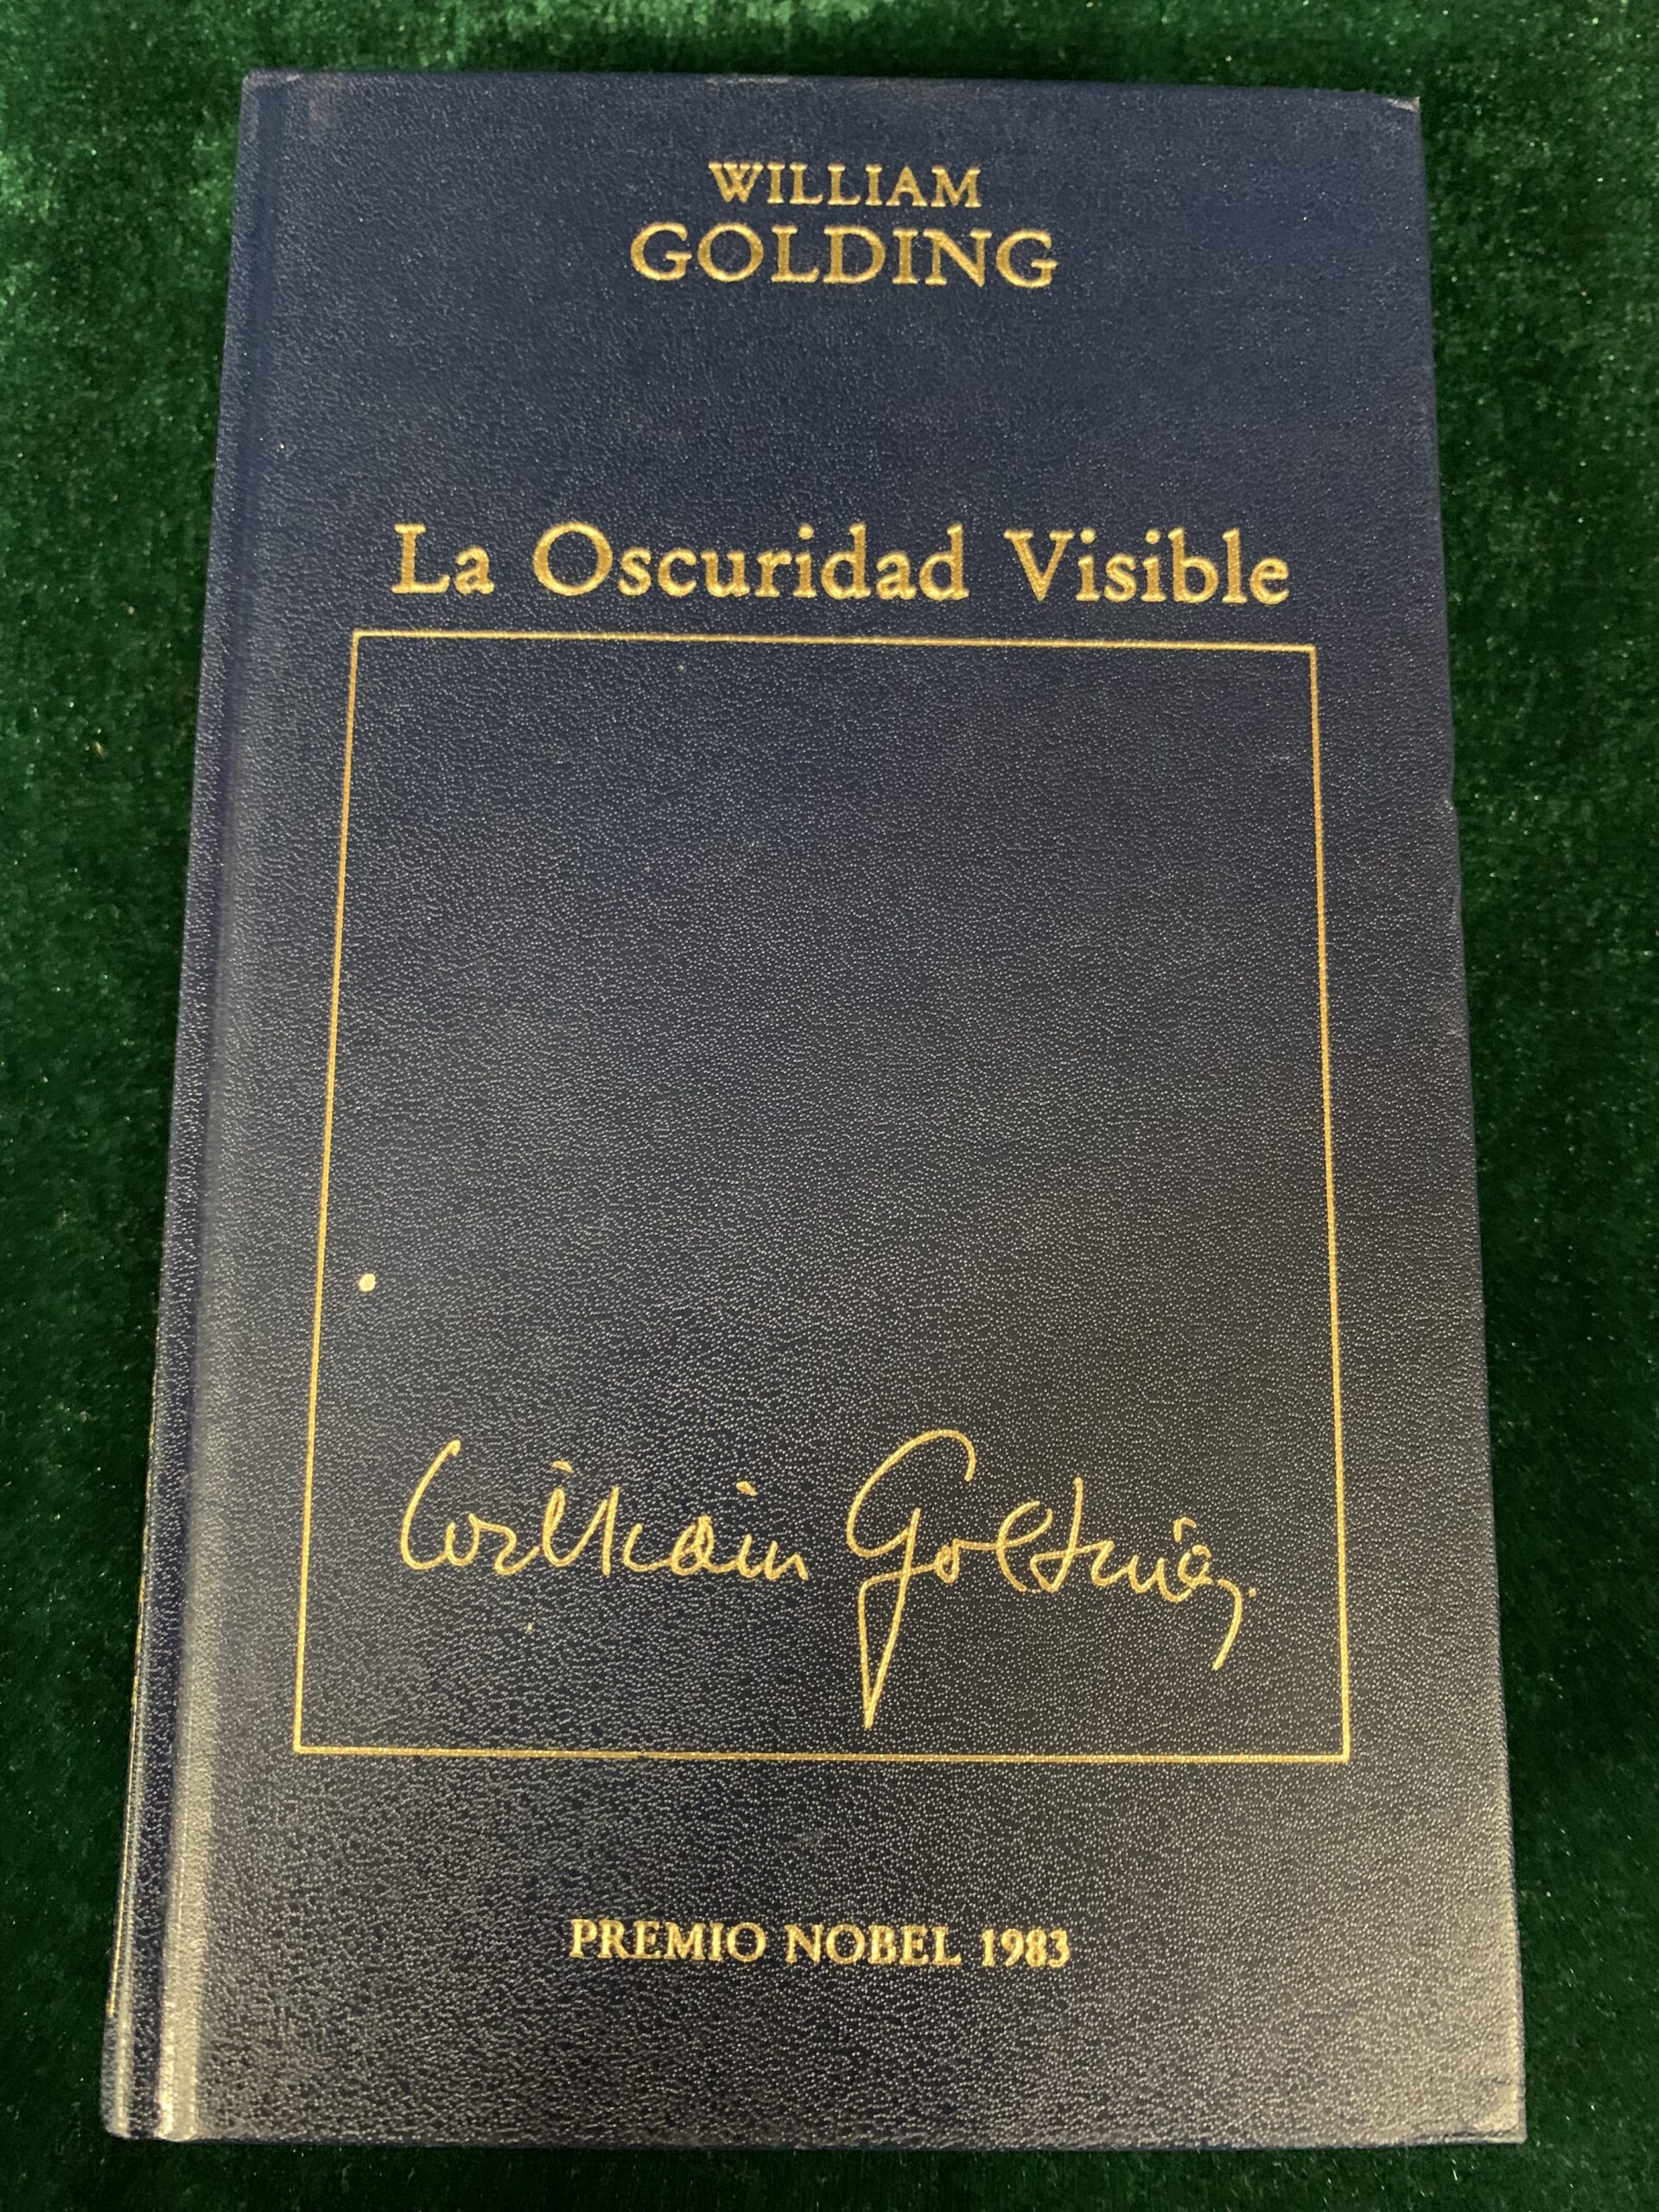 WILLIAM
GOLDING
La Oscuridad Visible
William Golding
PREMIO NOBEL 1983